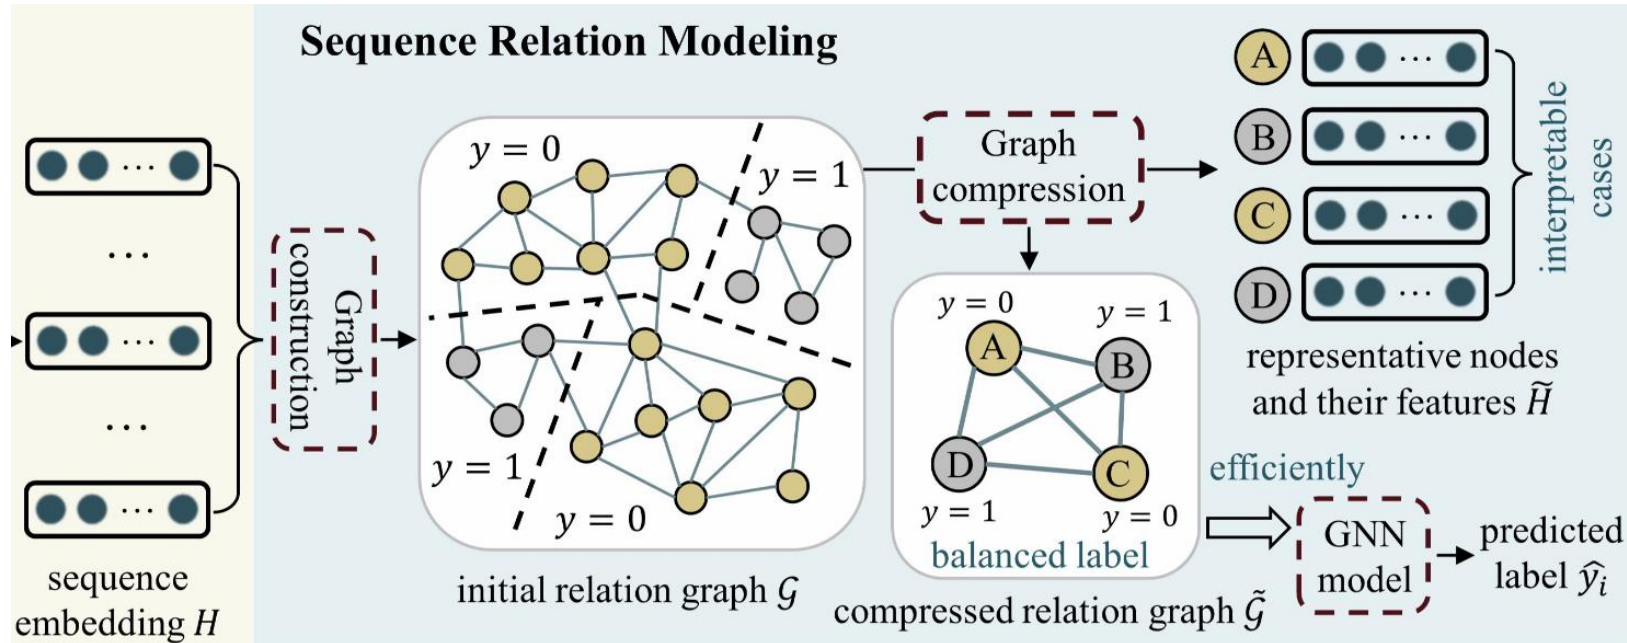 Sequence Relation Modeling
...
...
...
...
...
sequence
embedding H
Graph
construction
y = 0
y = 1
y = 1
y = 0
initial relation graph 𝒢
Graph
compression
y = 0
y = 1
A
B
D
C
y = 1
y = 0
balanced label
compressed relation graph 𝒢̃
A ...
B ...
C ...
D ...
interpretable
cases
representative nodes
and their features H̃
efficiently
GNN
model
predicted
label ŷᵢ